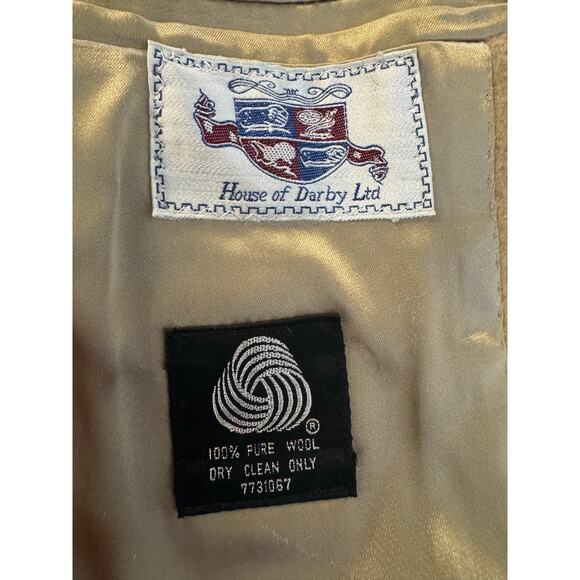 House of Darby Ltd
®
100% PURE WOOL
DRY CLEAN ONLY
7731067